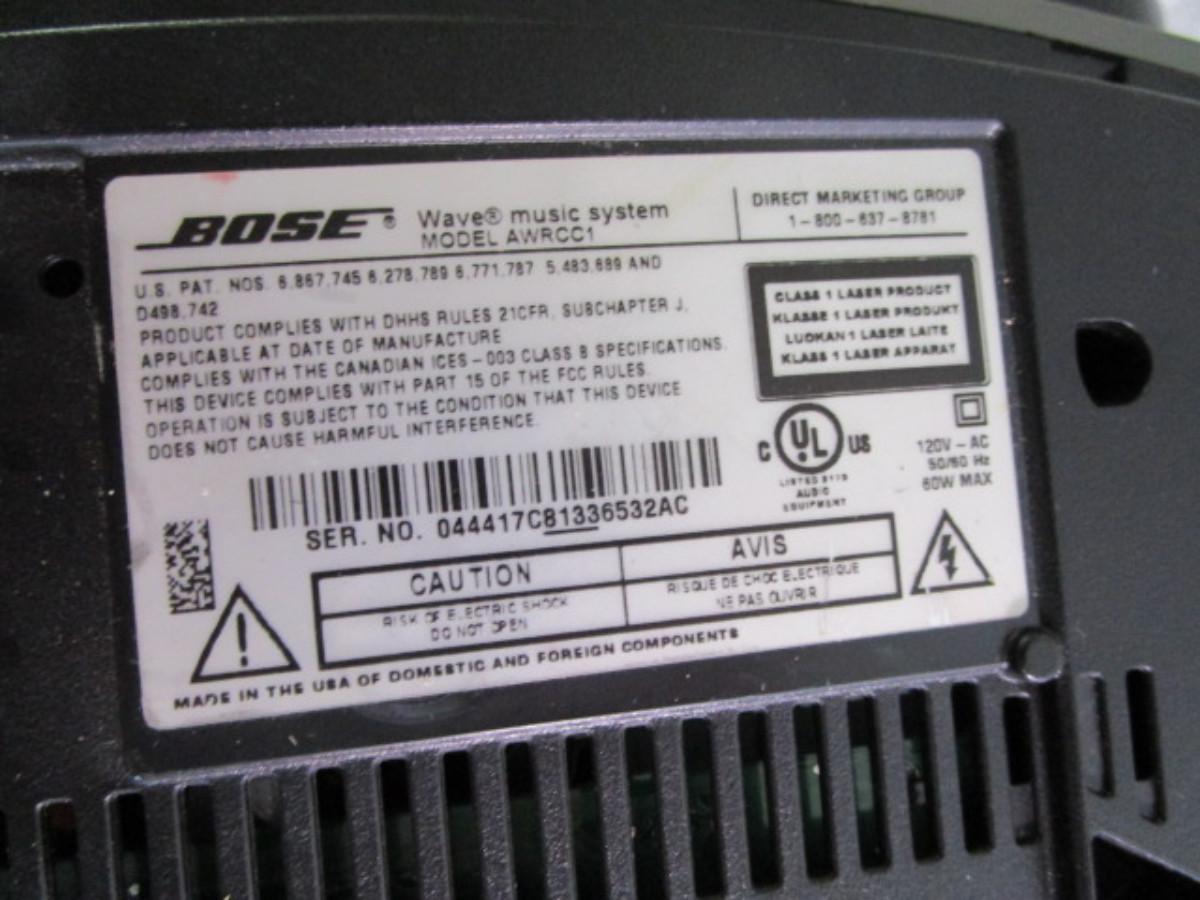 BOSE® Wave® music system
MODEL AWRCC1
DIRECT MARKETING GROUP
1-800-637-8781
U.S. PAT. NOS. 6,867,745 6,278,789 6,771,787 5,483,689 AND
D498,742
PRODUCT COMPLIES WITH DHHS RULES 21CFR, SUBCHAPTER J,
APPLICABLE AT DATE OF MANUFACTURE
COMPLIES WITH THE CANADIAN ICES-003 CLASS B SPECIFICATIONS.
THIS DEVICE COMPLIES WITH PART 15 OF THE FCC RULES.
OPERATION IS SUBJECT TO THE CONDITION THAT THIS DEVICE
DOES NOT CAUSE HARMFUL INTERFERENCE.
CLASS 1 LASER PRODUCT
KLASSE 1 LASER PRODUKT
LUOKAN 1 LASER LAITE
KLASS 1 LASER APPARAT
C UL US
LISTED
AUDIO
EQUIPMENT
120V - AC
50/60 Hz
60W MAX
SER. NO. 044417C81336532AC
CAUTION
RISK OF ELECTRIC SHOCK
DO NOT OPEN
AVIS
RISQUE DE CHOC ELECTRIQUE
NE PAS OUVRIR
MADE IN THE USA OF DOMESTIC AND FOREIGN COMPONENTS